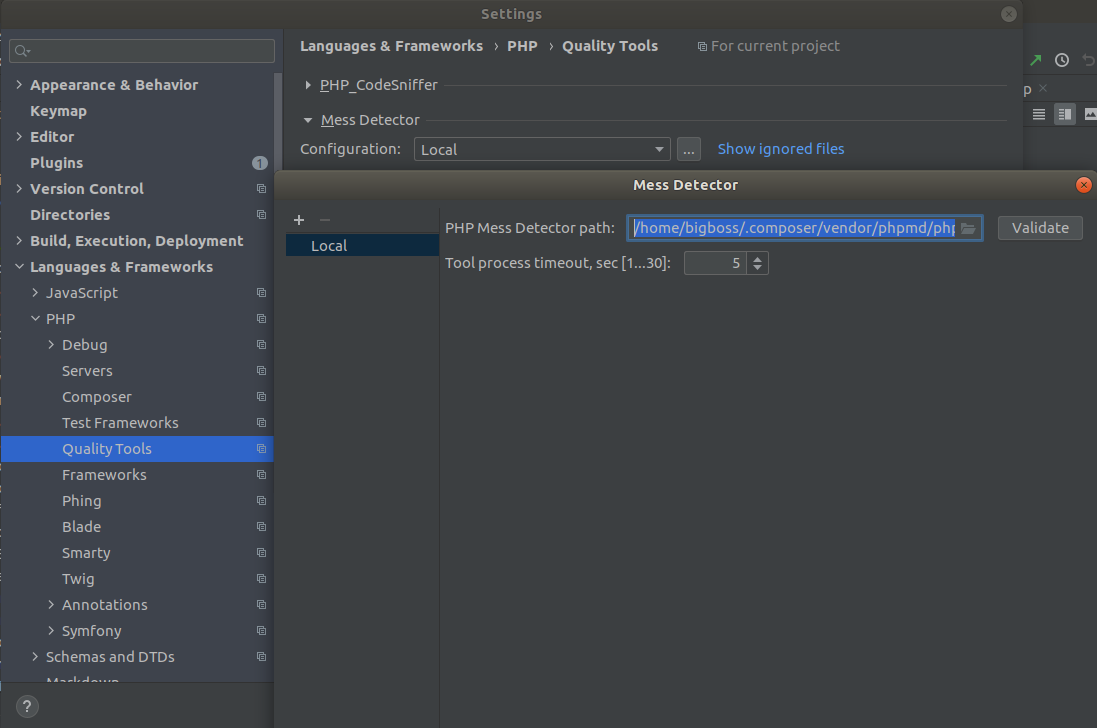 Settings
Languages & Frameworks › PHP › Quality Tools
For current project
Appearance & Behavior
Keymap
Editor
Plugins 1
Version Control
Directories
Build, Execution, Deployment
Languages & Frameworks
JavaScript
PHP
Debug
Servers
Composer
Test Frameworks
Quality Tools
Frameworks
Phing
Blade
Smarty
Twig
Annotations
Symfony
Schemas and DTDs
Markdown
?
PHP_CodeSniffer
Mess Detector
Configuration: Local ... Show ignored files
Mess Detector
+ −
Local
PHP Mess Detector path: /home/bigboss/.composer/vendor/phpmd/php Validate
Tool process timeout, sec [1...30]: 5
p